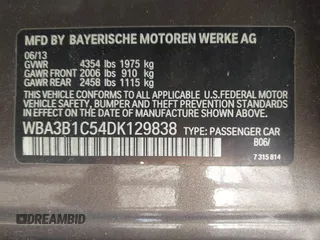 MFD BY BAYERISCHE MOTOREN WERKE AG
06/13
GVWR 4354 lbs 1975 kg
GAWR FRONT 2006 lbs 910 kg
GAWR REAR 2458 lbs 1115 kg
THIS VEHICLE CONFORMS TO ALL APPLICABLE U.S. FEDERAL MOTOR
VEHICLE SAFETY, BUMPER AND THEFT PREVENTION STANDARDS
IN EFFECT ON THE DATE OF MANUFACTURE SHOWN ABOVE.
WBA3B1C54DK129838 TYPE: PASSENGER CAR
B06/
7 315 814
© DREAMBID